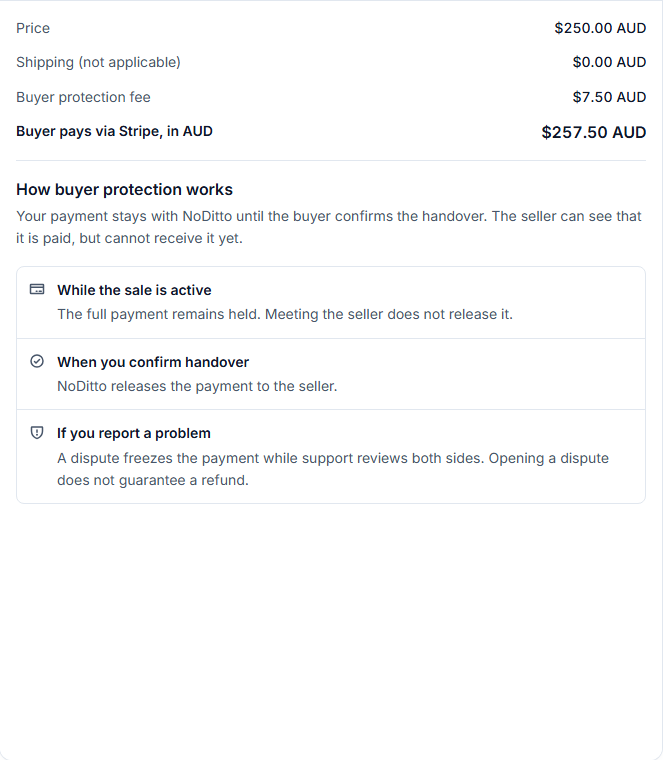 Price $250.00 AUD
Shipping (not applicable) $0.00 AUD
Buyer protection fee $7.50 AUD
Buyer pays via Stripe, in AUD $257.50 AUD
How buyer protection works
Your payment stays with NoDitto until the buyer confirms the handover. The seller can see that
it is paid, but cannot receive it yet.
While the sale is active
The full payment remains held. Meeting the seller does not release it.
When you confirm handover
NoDitto releases the payment to the seller.
If you report a problem
A dispute freezes the payment while support reviews both sides. Opening a dispute
does not guarantee a refund.